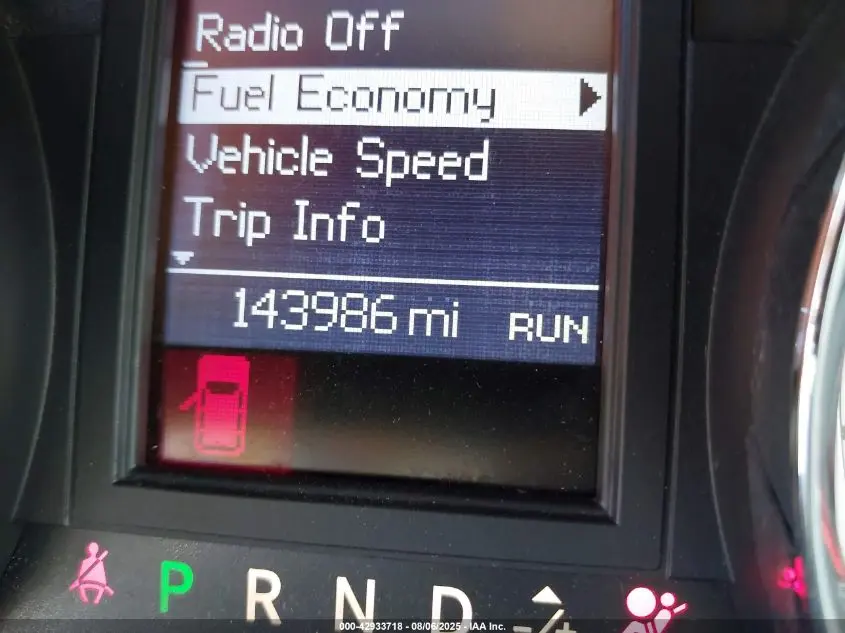 Radio Off
Fuel Economy
Vehicle Speed
Trip Info
143986 mi RUN
P R N D -/+
000-42933718 - 08/06/2025 - IAA Inc.